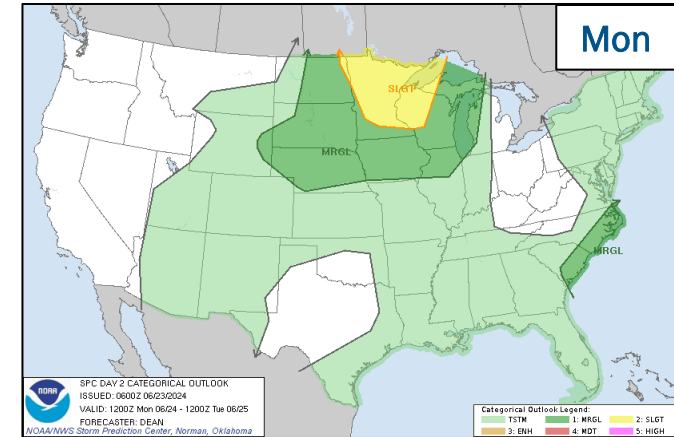 Mon
SLGT
MRGL
MRGL
SPC DAY 2 CATEGORICAL OUTLOOK
ISSUED: 0600Z 06/23/2024
VALID: 1200Z Mon 06/24 - 1200Z Tue 06/25
FORECASTER: DEAN
NOAA/NWS Storm Prediction Center, Norman, Oklahoma
NOAA
Categorical Outlook Legend:
TSTM 1: MRGL 2: SLGT
3: ENH 4: MDT 5: HIGH